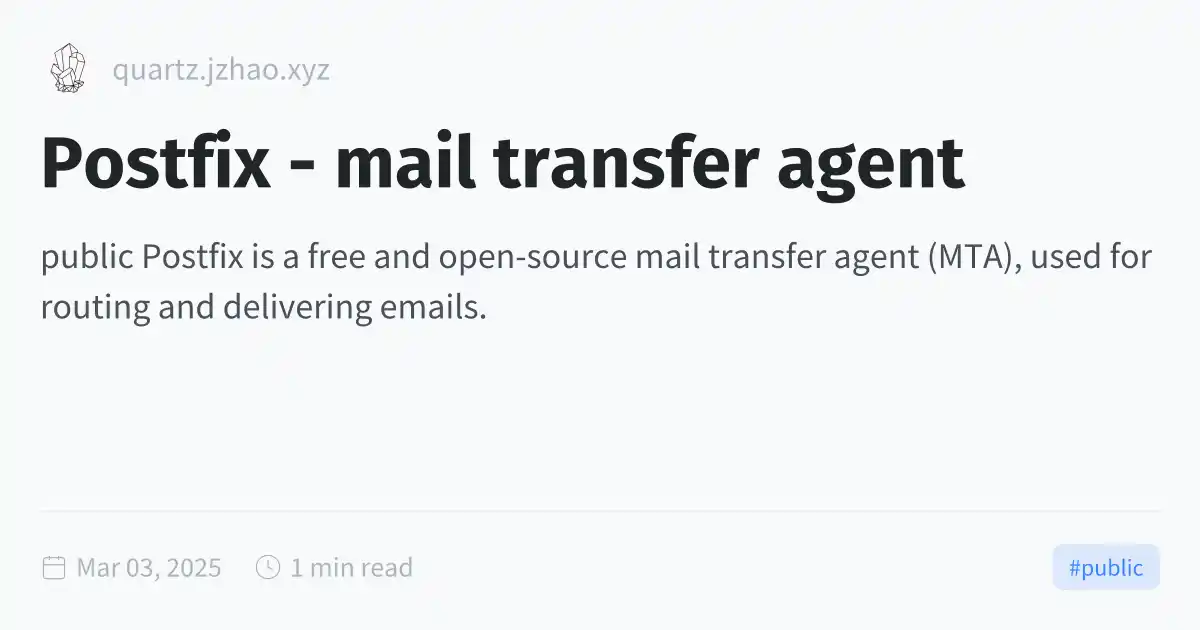 quartz.jzhao.xyz
Postfix - mail transfer agent
public Postfix is a free and open-source mail transfer agent (MTA), used for
routing and delivering emails.
Mar 03, 2025
1 min read
#public